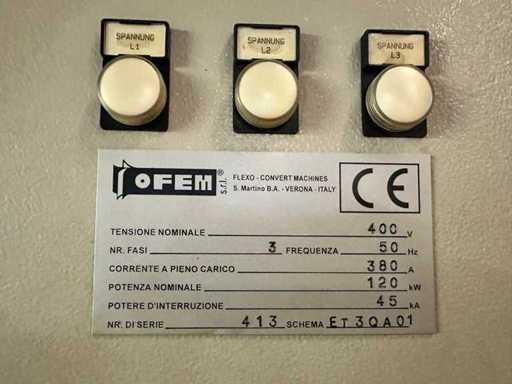 SPANNUNG
L1
SPANNUNG
L2
SPANNUNG
L3
OFEM® s.r.l.
FLEXO - CONVERT MACHINES
S. Martino B.A. - VERONA - ITALY
CE
TENSIONE NOMINALE 400 V
NR. FASI 3 FREQUENZA 50 Hz
CORRENTE A PIENO CARICO 380 A
POTENZA NOMINALE 120 kW
POTERE D'INTERRUZIONE 45 kA
NR. DI SERIE 413 SCHEMA ET3QA01